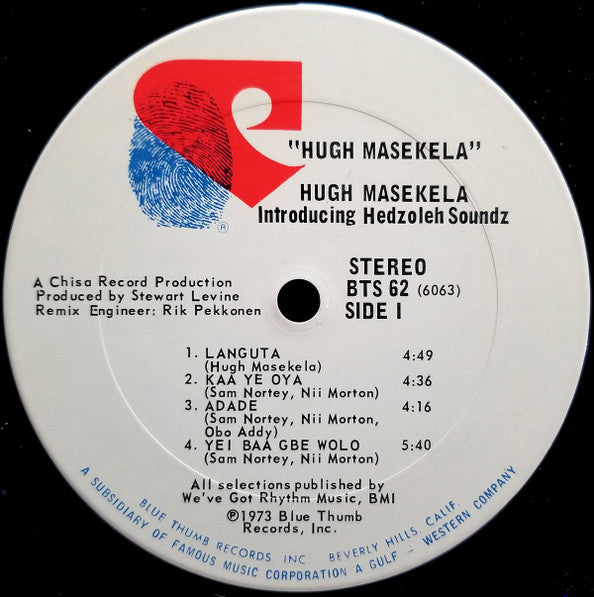 ®
"HUGH MASEKELA"
HUGH MASEKELA
Introducing Hedzoleh Soundz
A Chisa Record Production
Produced by Stewart Levine
Remix Engineer: Rik Pekkonen
STEREO
BTS 62 (6063)
SIDE 1
1. LANGUTA 4:49
(Hugh Masekela)
2. KAA YE OYA 4:36
(Sam Nortey, Nii Morton)
3. ADADE 4:16
(Sam Nortey, Nii Morton,
Obo Addy)
4. YEI BAA GBE WOLO 5:40
(Sam Nortey, Nii Morton)
All selections published by
We've Got Rhythm Music, BMI
℗1973 Blue Thumb
Records, Inc.
BLUE THUMB RECORDS, INC BEVERLY HILLS, CALIF.
A SUBSIDIARY OF FAMOUS MUSIC CORPORATION A GULF - WESTERN COMPANY